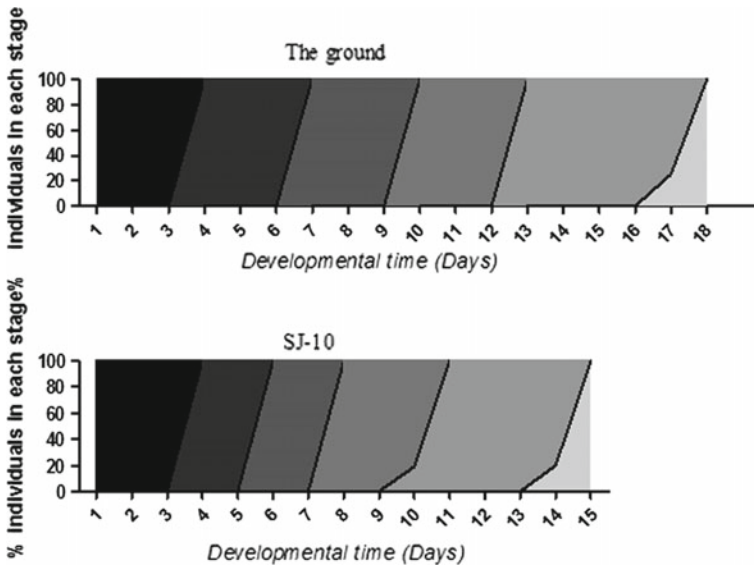 The ground
Individuals in each stage
100
80
60
40
20
0
1 2 3 4 5 6 7 8 9 10 11 12 13 14 15 16 17 18
Developmental time (Days)
SJ-10
% Individuals in each stage%
100
80
60
40
20
0
1 2 3 4 5 6 7 8 9 10 11 12 13 14 15
Developmental time (Days)